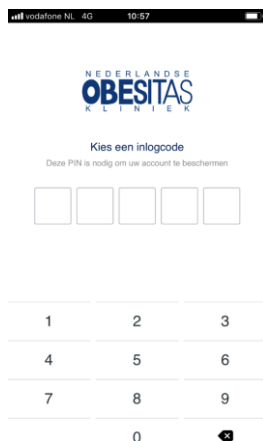 vodafone NL 4G 10:57
NEDERLANDSE
OBESITAS
KLINIEK
Kies een inlogcode
Deze PIN is nodig om uw account te beschermen
1 2 3
4 5 6
7 8 9
0